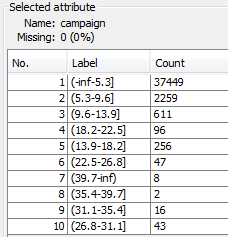 Selected attribute
Name: campaign
Missing: 0 (0%)
No. Label Count
1 (-inf-5.3] 37449
2 (5.3-9.6] 2259
3 (9.6-13.9] 611
4 (18.2-22.5] 96
5 (13.9-18.2] 256
6 (22.5-26.8] 47
7 (39.7-inf) 8
8 (35.4-39.7] 2
9 (31.1-35.4] 16
10 (26.8-31.1] 43